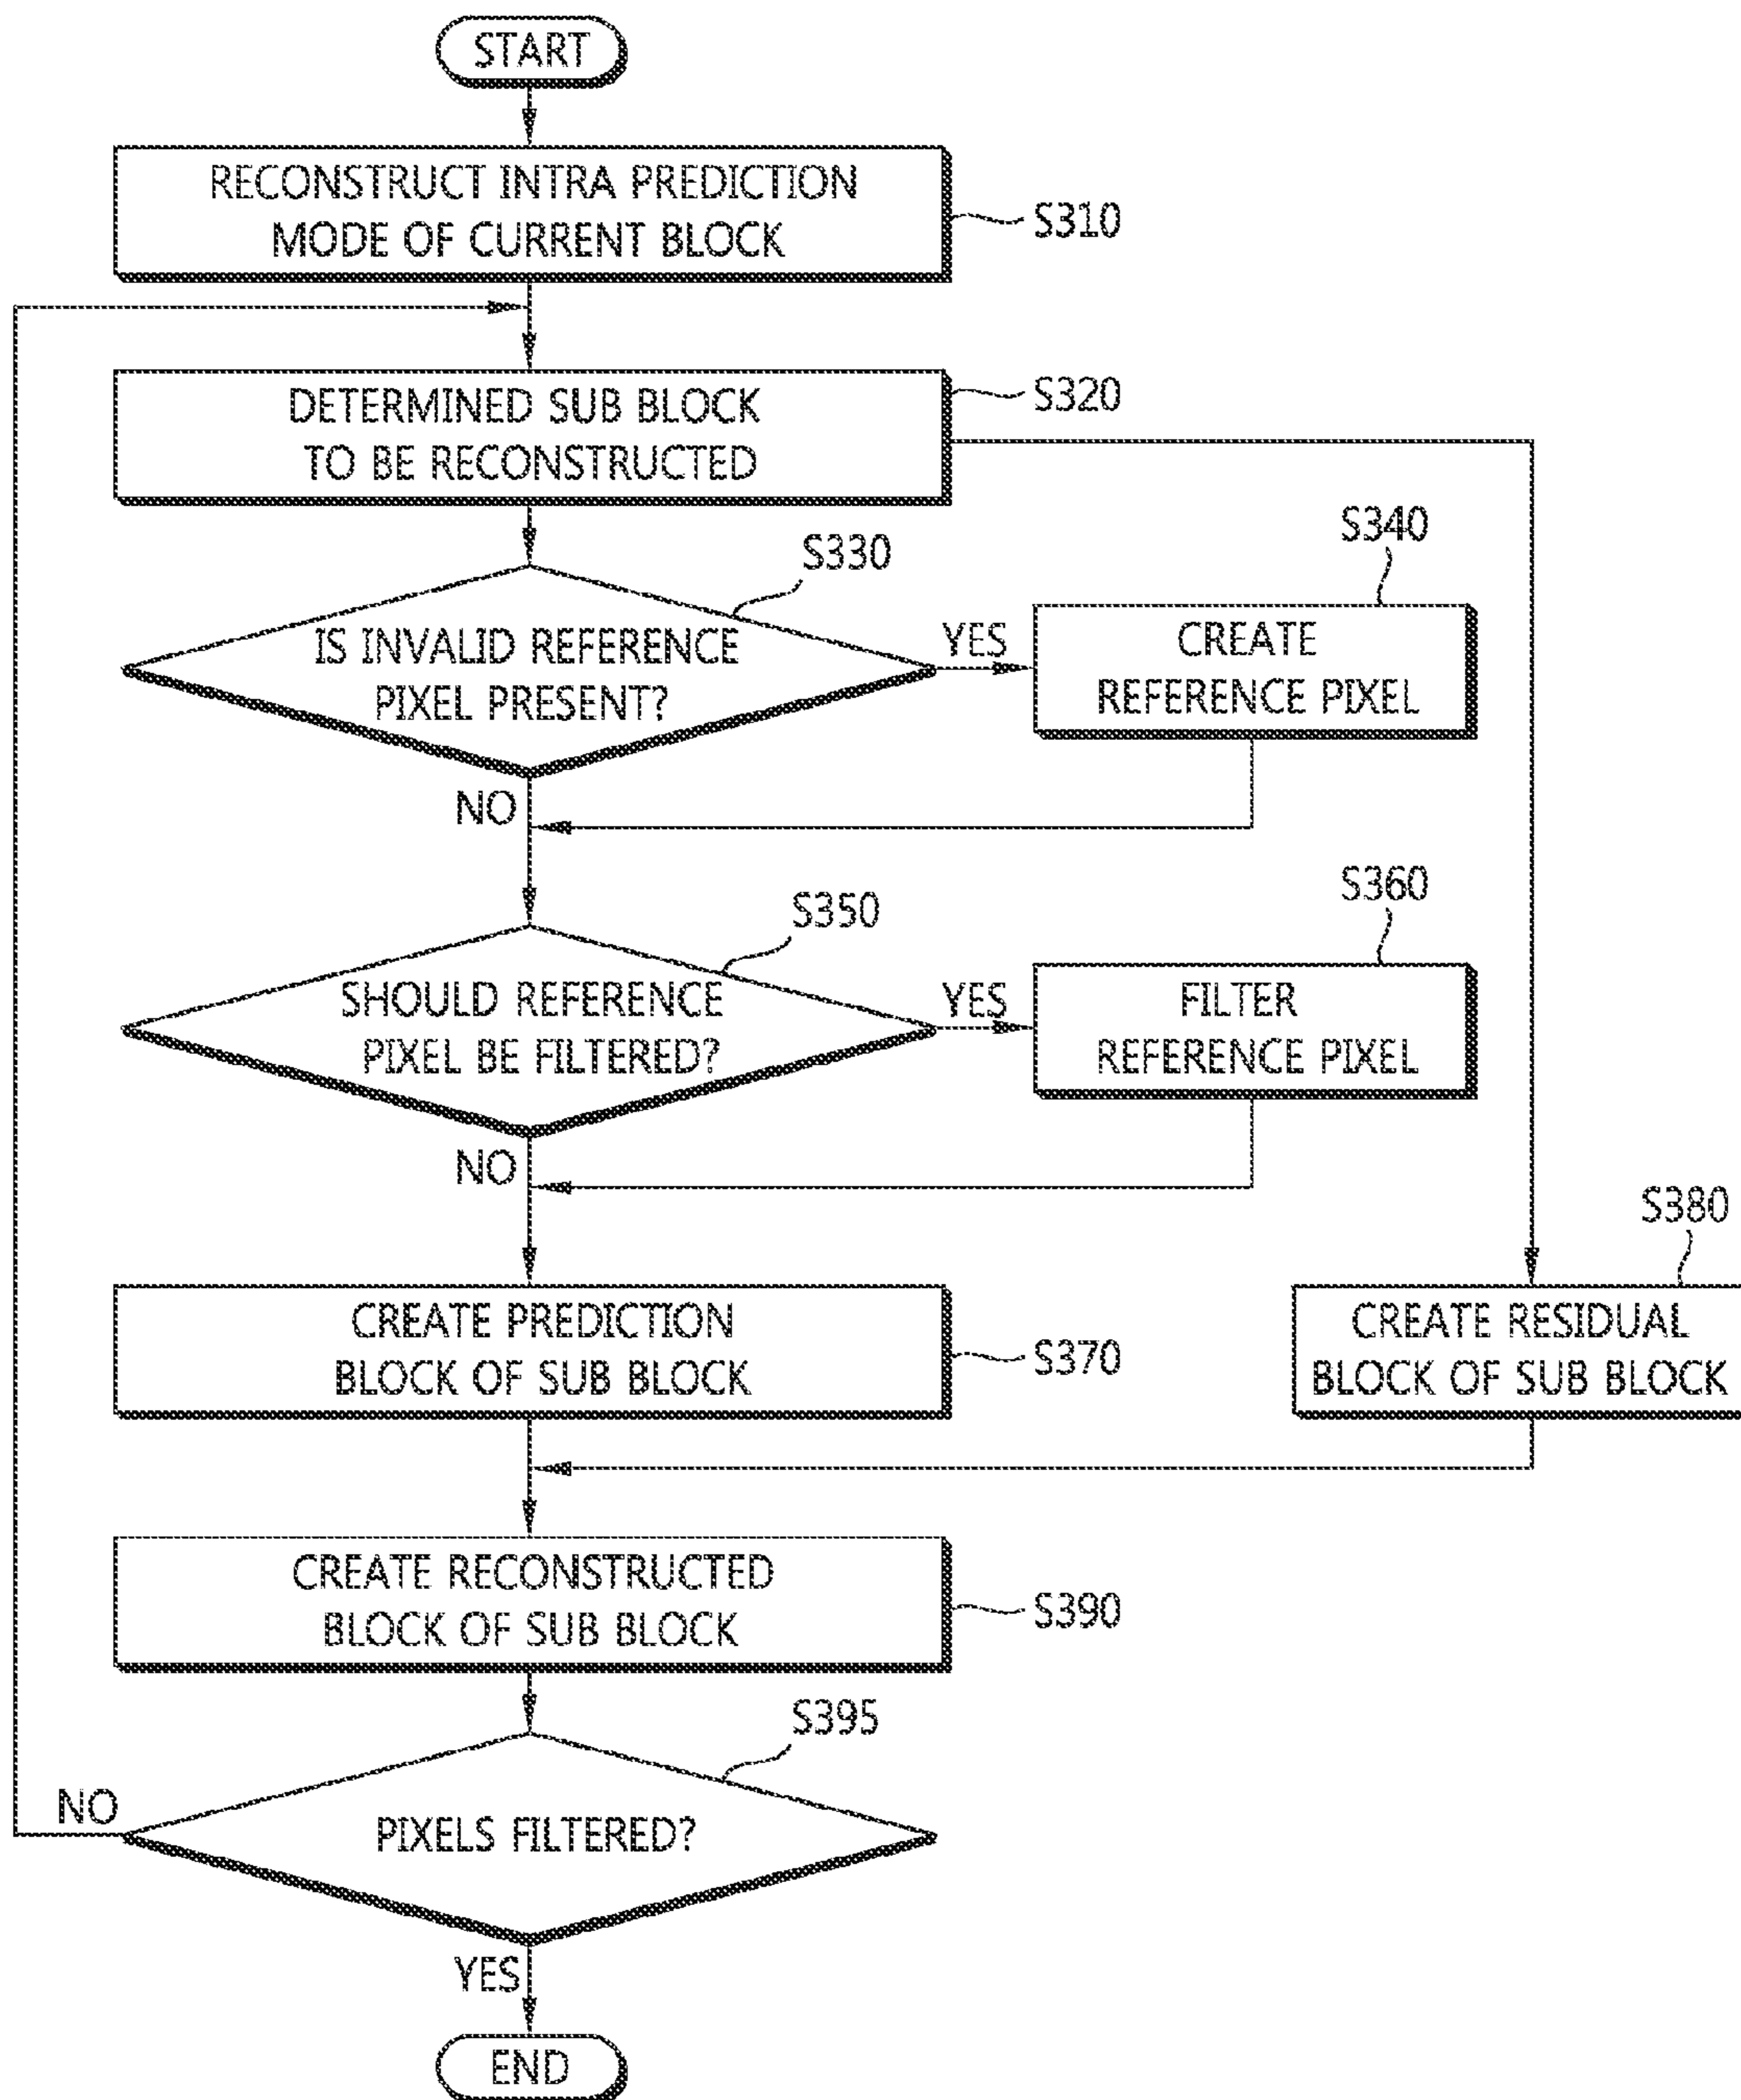 START
RECONSTRUCT INTRA PREDICTION
MODE OF CURRENT BLOCK
S310
DETERMINED SUB BLOCK
TO BE RECONSTRUCTED
S320
S330
IS INVALID REFERENCE
PIXEL PRESENT?
YES
S340
CREATE
REFERENCE PIXEL
NO
S350
SHOULD REFERENCE
PIXEL BE FILTERED?
YES
S360
FILTER
REFERENCE PIXEL
NO
CREATE PREDICTION
BLOCK OF SUB BLOCK
S370
S380
CREATE RESIDUAL
BLOCK OF SUB BLOCK
CREATE RECONSTRUCTED
BLOCK OF SUB BLOCK
S390
S395
NO
PIXELS FILTERED?
YES
END